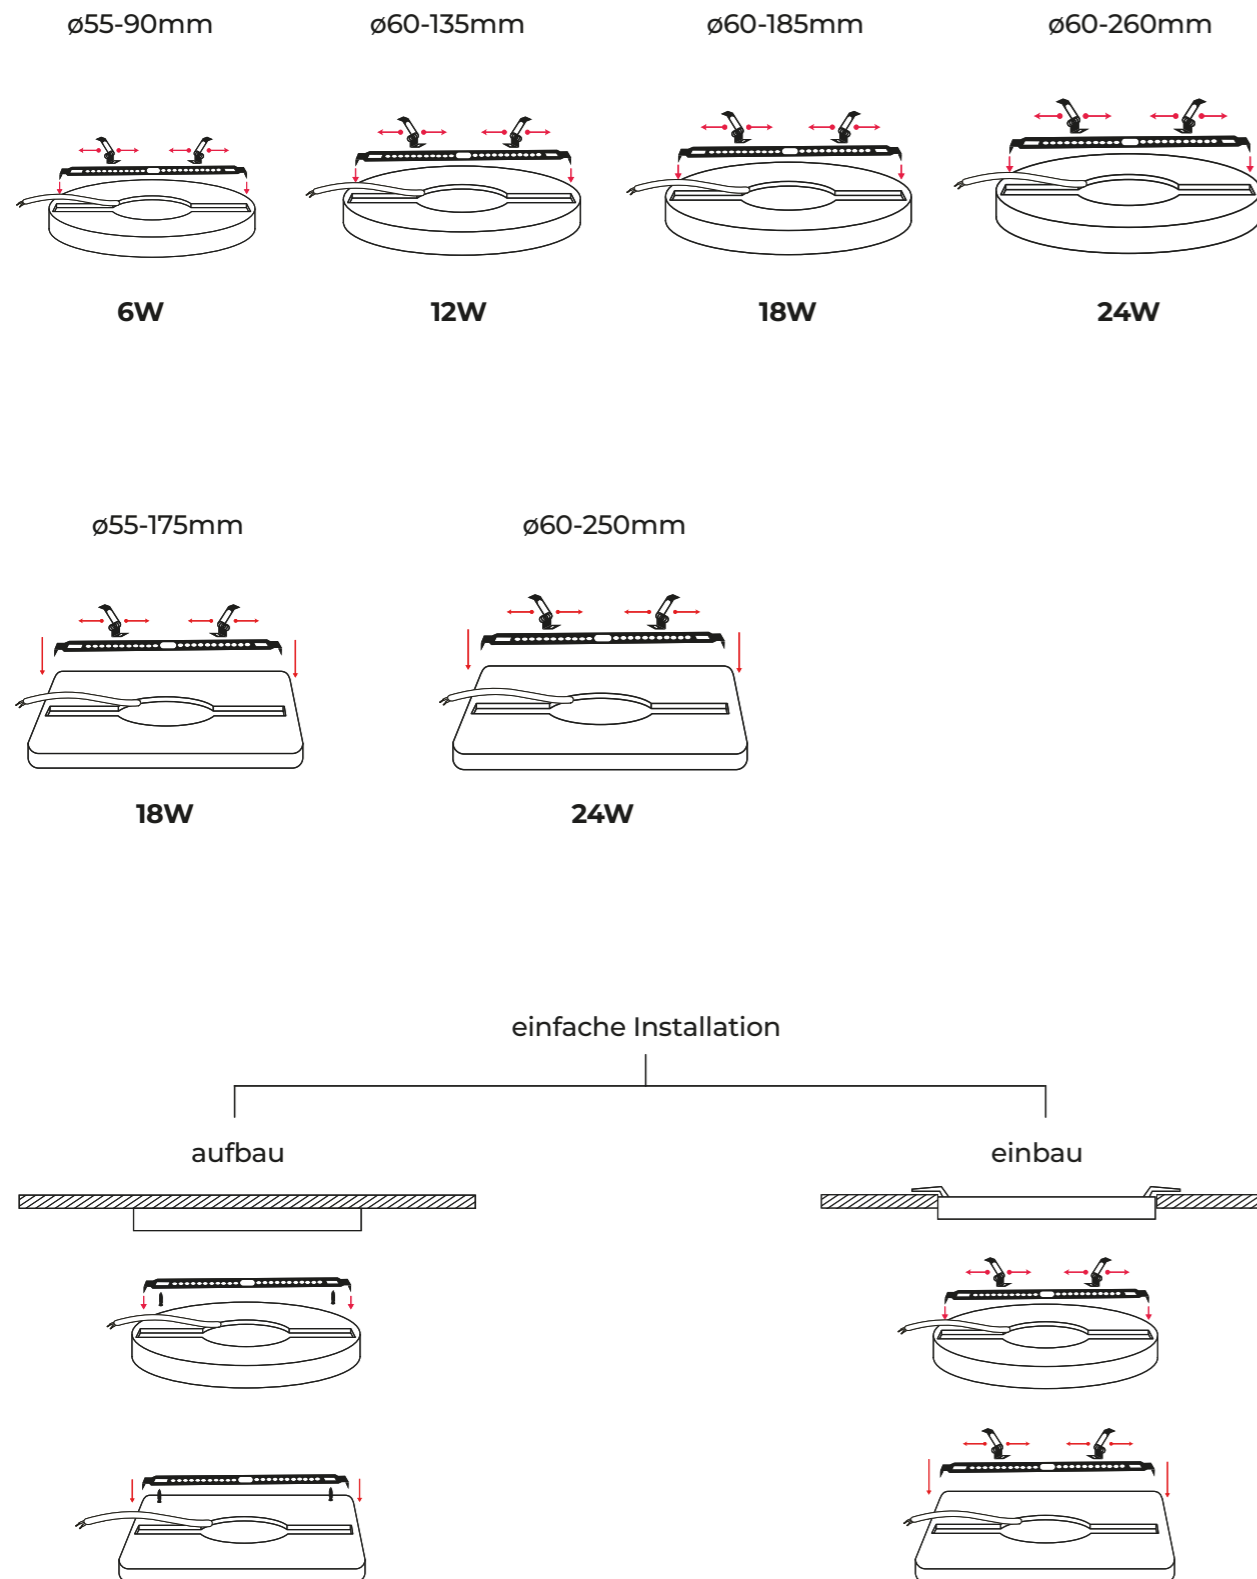 ø55-90mm
ø60-135mm
ø60-185mm
ø60-260mm
6W
12W
18W
24W
ø55-175mm
ø60-250mm
18W
24W
einfache Installation
aufbau
einbau